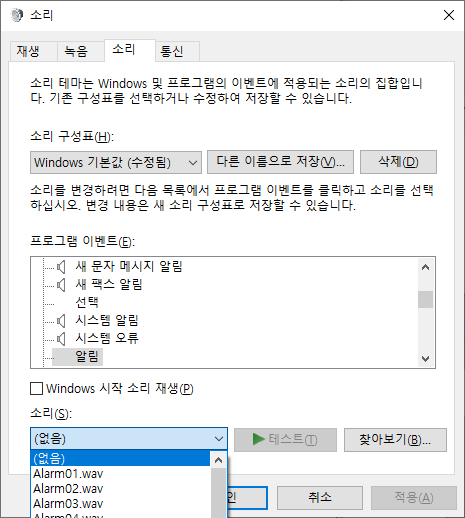 소리
재생
녹음
소리
통신
소리 테마는 Windows 및 프로그램의 이벤트에 적용되는 소리의 집합입니
다. 기존 구성표를 선택하거나 수정하여 저장할 수 있습니다.
소리 구성표(H):
Windows 기본값 (수정됨)
다른 이름으로 저장(V)...
삭제(D)
소리를 변경하려면 다음 목록에서 프로그램 이벤트를 클릭하고 소리를 선택
하십시오. 변경 내용은 새 소리 구성표로 저장할 수 있습니다.
프로그램 이벤트(E):
새 문자 메시지 알림
새 팩스 알림
선택
시스템 알림
시스템 오류
알림
Windows 시작 소리 재생(P)
소리(S):
(없음)
테스트(T)
찾아보기(B)...
(없음)
Alarm01.wav
Alarm02.wav
Alarm03.wav
인
취소
적용(A)